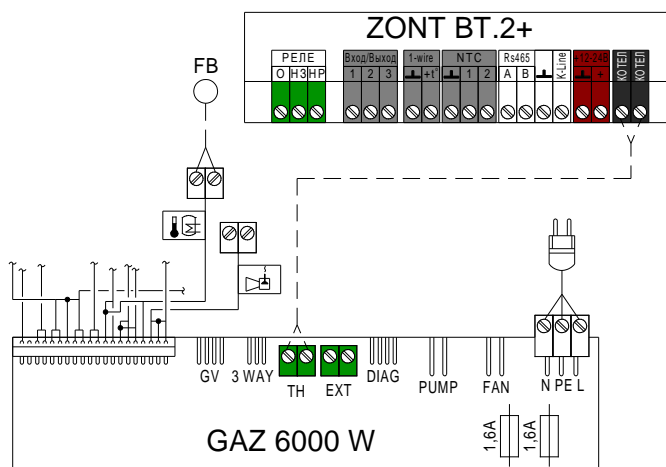 ZONT BT.2+
FB
РЕЛЕ
О НЗ НР
Вход/Выход
1 2 3
1-wire
+t°
NTC
1 2
Rs485
A B
K-Line
+12-24В
+
КОТЕЛ
КОТЕЛ
GV
3 WAY
TH
EXT
DIAG
PUMP
FAN
N PE L
1,6A
1,6A
GAZ 6000 W